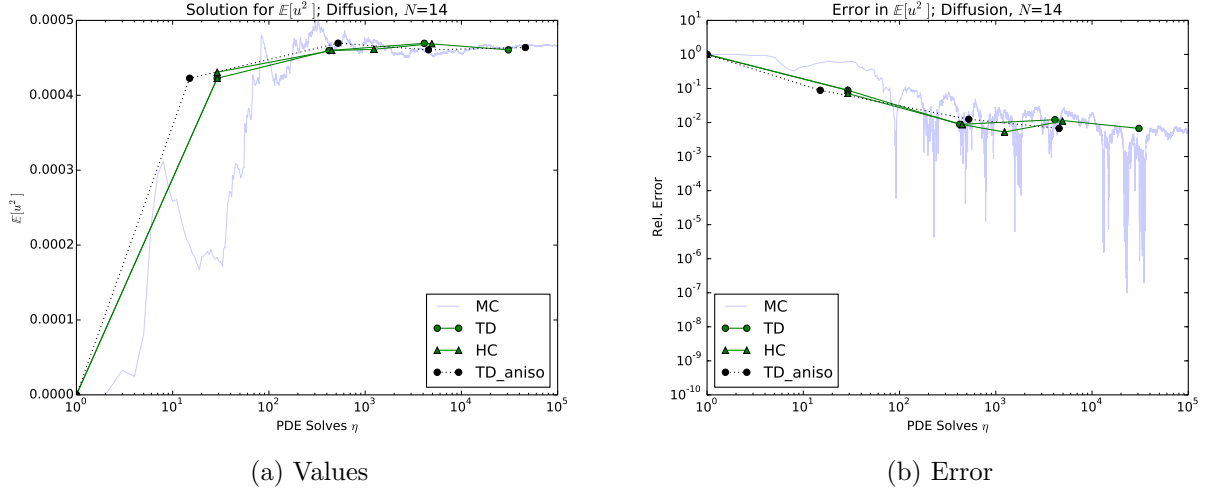 Solution for 𝔼[u²]; Diffusion, N=14
0.0005
0.0004
0.0003
0.0002
0.0001
0.0000
𝔼[u²]
10⁰ 10¹ 10² 10³ 10⁴ 10⁵
PDE Solves η
MC
TD
HC
TD_aniso
(a) Values
Error in 𝔼[u²]; Diffusion, N=14
10¹
10⁰
10⁻¹
10⁻²
10⁻³
10⁻⁴
10⁻⁵
10⁻⁶
10⁻⁷
10⁻⁸
10⁻⁹
10⁻¹⁰
Rel. Error
10⁰ 10¹ 10² 10³ 10⁴ 10⁵
PDE Solves η
MC
TD
HC
TD_aniso
(b) Error